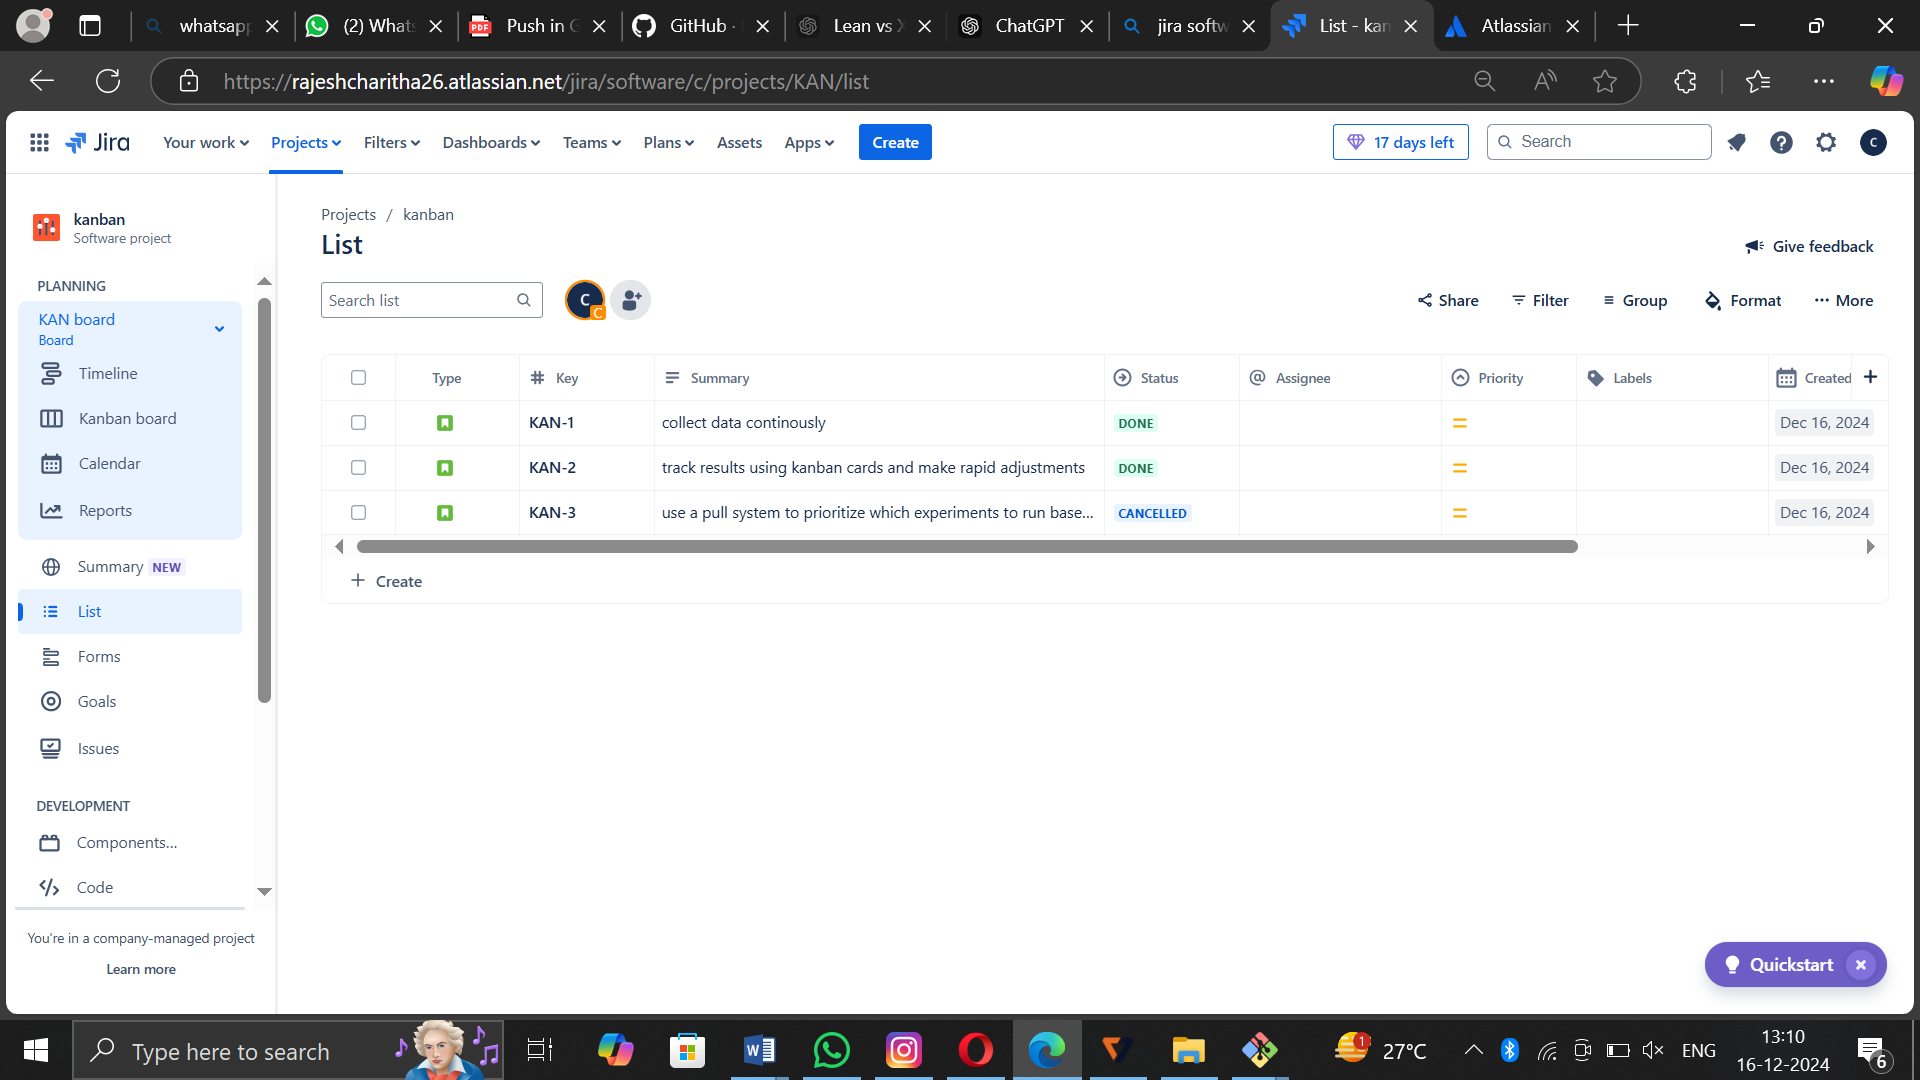 whatsapp
(2) Whats
Push in G
GitHub ·
Lean vs X
ChatGPT
jira softw
List - kan
Atlassian
https://rajeshcharitha26.atlassian.net/jira/software/c/projects/KAN/list
Jira
Your work
Projects
Filters
Dashboards
Teams
Plans
Assets
Apps
Create
17 days left
Search
C
kanban
Software project
PLANNING
KAN board
Board
Timeline
Kanban board
Calendar
Reports
Summary NEW
List
Forms
Goals
Issues
DEVELOPMENT
Components...
Code
You're in a company-managed project
Learn more
Projects / kanban
List
Give feedback
Search list
C
C
Share
Filter
Group
Format
More
Type Key Summary Status Assignee Priority Labels Created
KAN-1 collect data continously DONE Dec 16, 2024
KAN-2 track results using kanban cards and make rapid adjustments DONE Dec 16, 2024
KAN-3 use a pull system to prioritize which experiments to run base... CANCELLED Dec 16, 2024
Create
Quickstart
Type here to search
1
27°C
ENG
13:10
16-12-2024
6